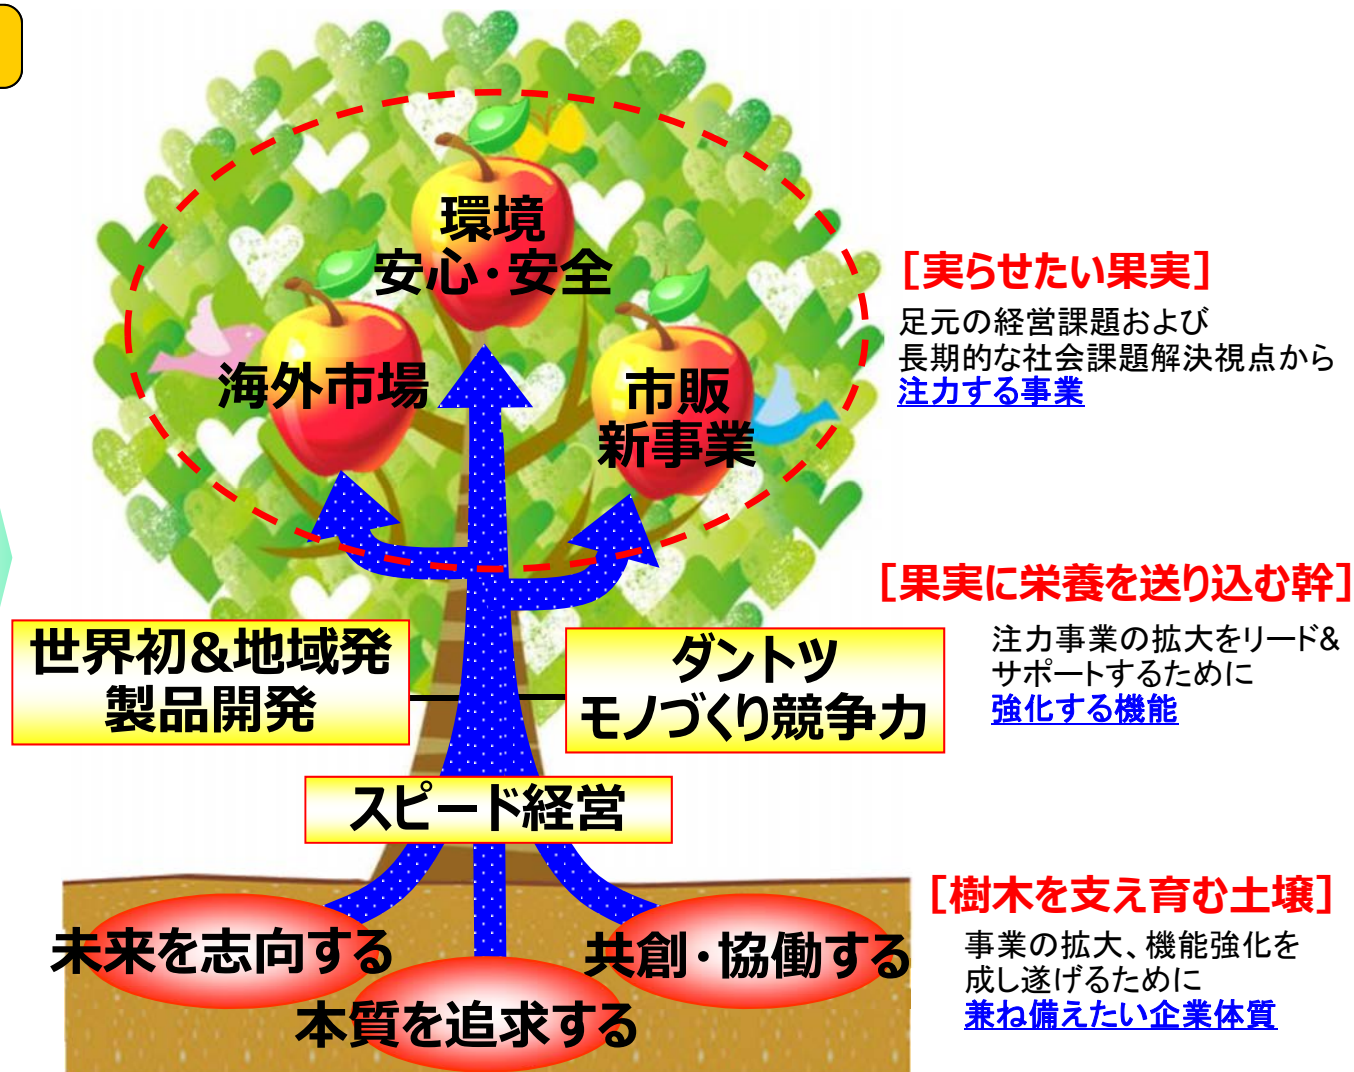 環境
安心・安全
海外市場
市販
新事業
［実らせたい果実］
足元の経営課題および
長期的な社会課題解決視点から
注力する事業
世界初&地域発
製品開発
ダントツ
モノづくり競争力
スピード経営
［果実に栄養を送り込む幹］
注力事業の拡大をリード&
サポートするために
強化する機能
未来を志向する
本質を追求する
共創・協働する
［樹木を支え育む土壌］
事業の拡大、機能強化を
成し遂げるために
兼ね備えたい企業体質